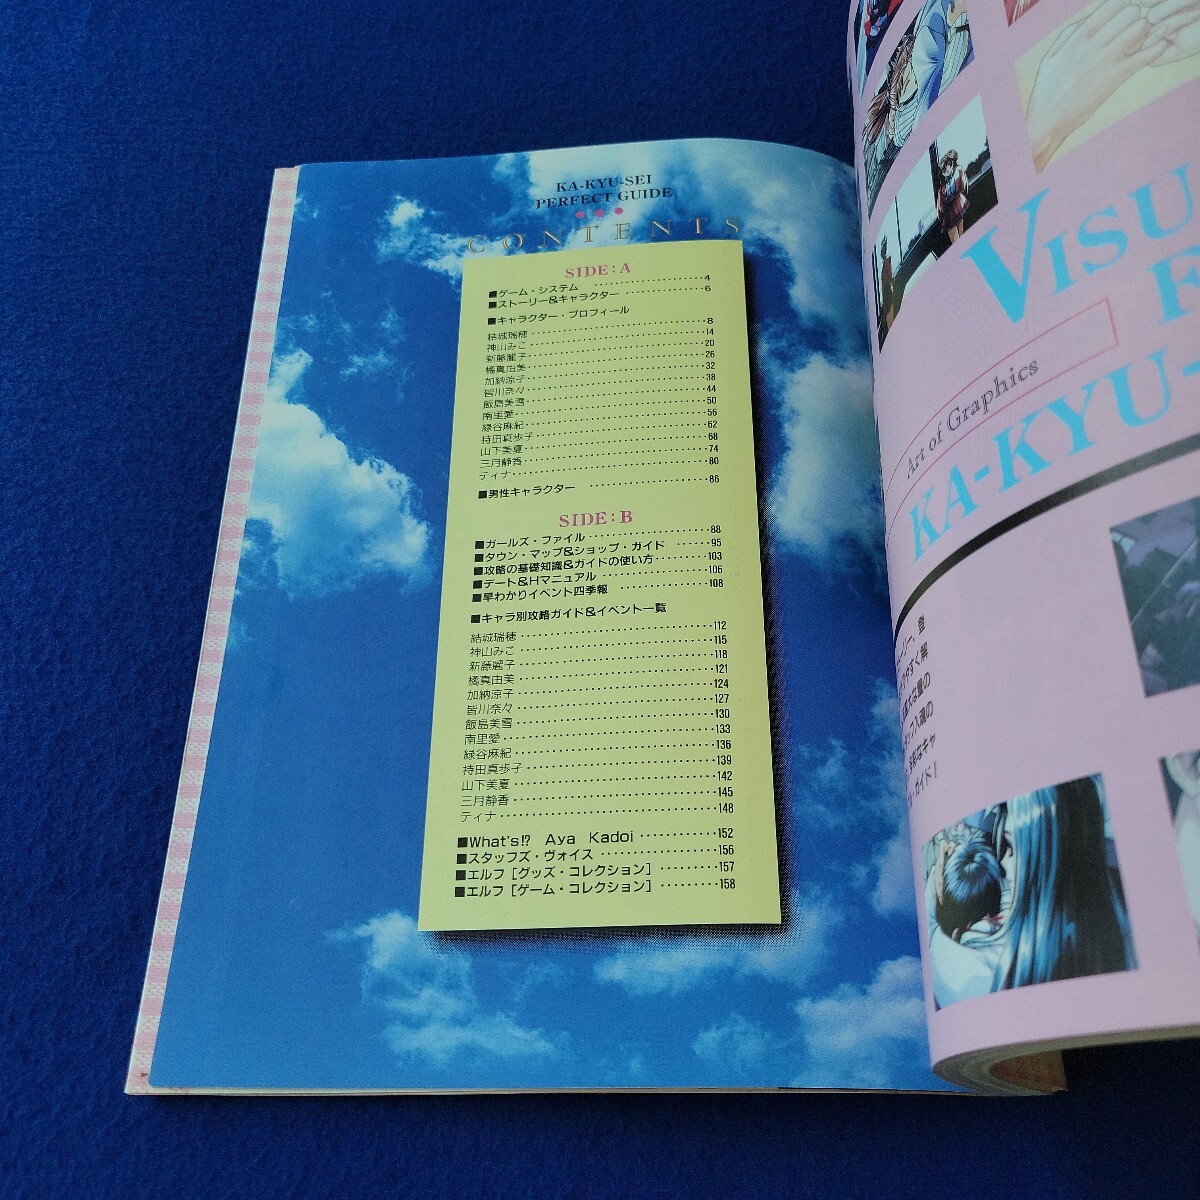 KA-KYU-SEI
PERFECT GUIDE
CONTENTS
SIDE:A
■ゲーム・システム ……………………4
■ストーリー&キャラクター ……………6
■キャラクター・プロフィール
結城瑞穂……………………8
神山みこ……………………14
新藤麗子……………………20
橘真由美……………………26
加納涼子……………………32
皆川奈々……………………38
飯島美雪……………………44
南里愛……………………50
緑谷麻紀……………………56
持田真歩子……………………62
山下美夏……………………68
三月静香……………………74
ティナ……………………80
■男性キャラクター ……………………86
SIDE:B
■ガールズ・ファイル……………………88
■タウン・マップ&ショップ・ガイド ……95
■攻略の基礎知識&ガイドの使い方………103
■デート&Hマニュアル……………………106
■早わかりイベント四季報 ………………108
■キャラ別攻略ガイド&イベント一覧
結城瑞穂……………………112
神山みこ……………………115
新藤麗子……………………118
橘真由美……………………121
加納涼子……………………124
皆川奈々……………………127
飯島美雪……………………130
南里愛……………………133
緑谷麻紀……………………136
持田真歩子……………………139
山下美夏……………………142
三月静香……………………145
ティナ……………………148
■What's!? Aya Kadoi …………152
■スタッフズ・ヴォイス………………156
■エルフ[グッズ・コレクション] ………157
■エルフ[ゲーム・コレクション] ………158
VISU
Art of Graphics
KA-KYU-